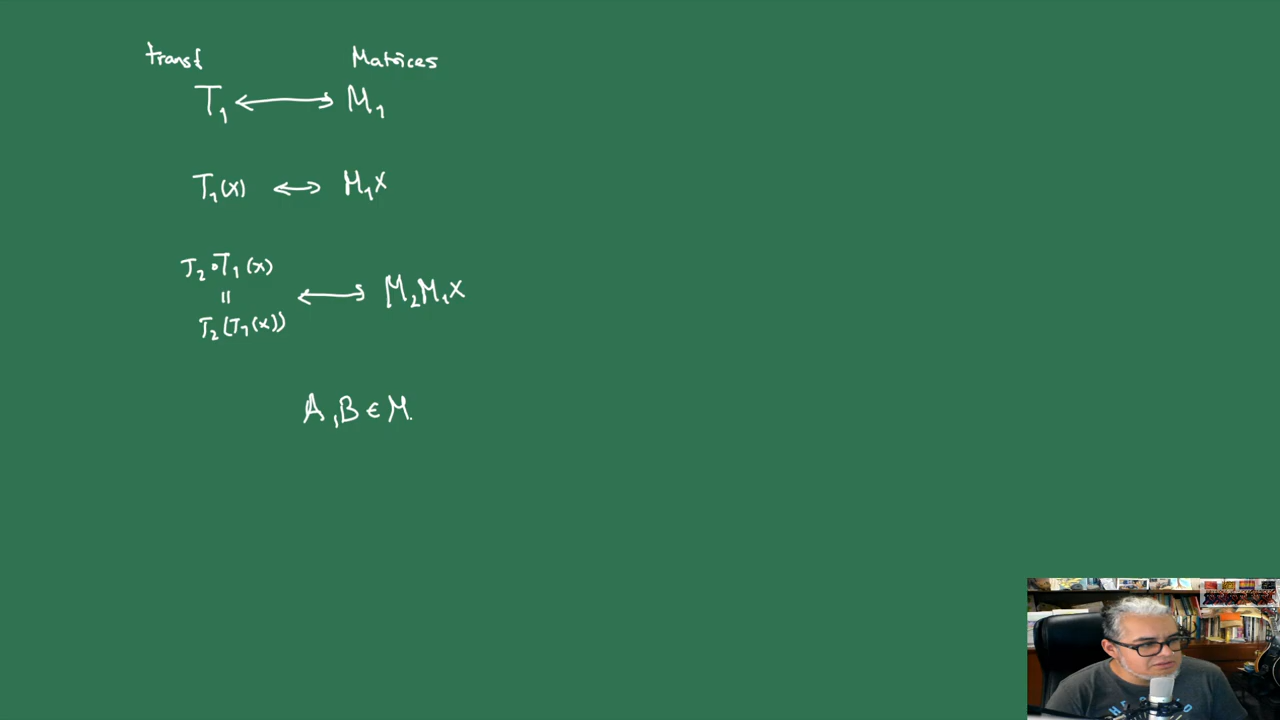 transf Matrices
T₁ ⟷ M₁
T₁(x) ⟷ M₁x
T₂∘T₁(x)
=
T₂(T₁(x)) ⟷ M₂M₁x
A, B ∈ M